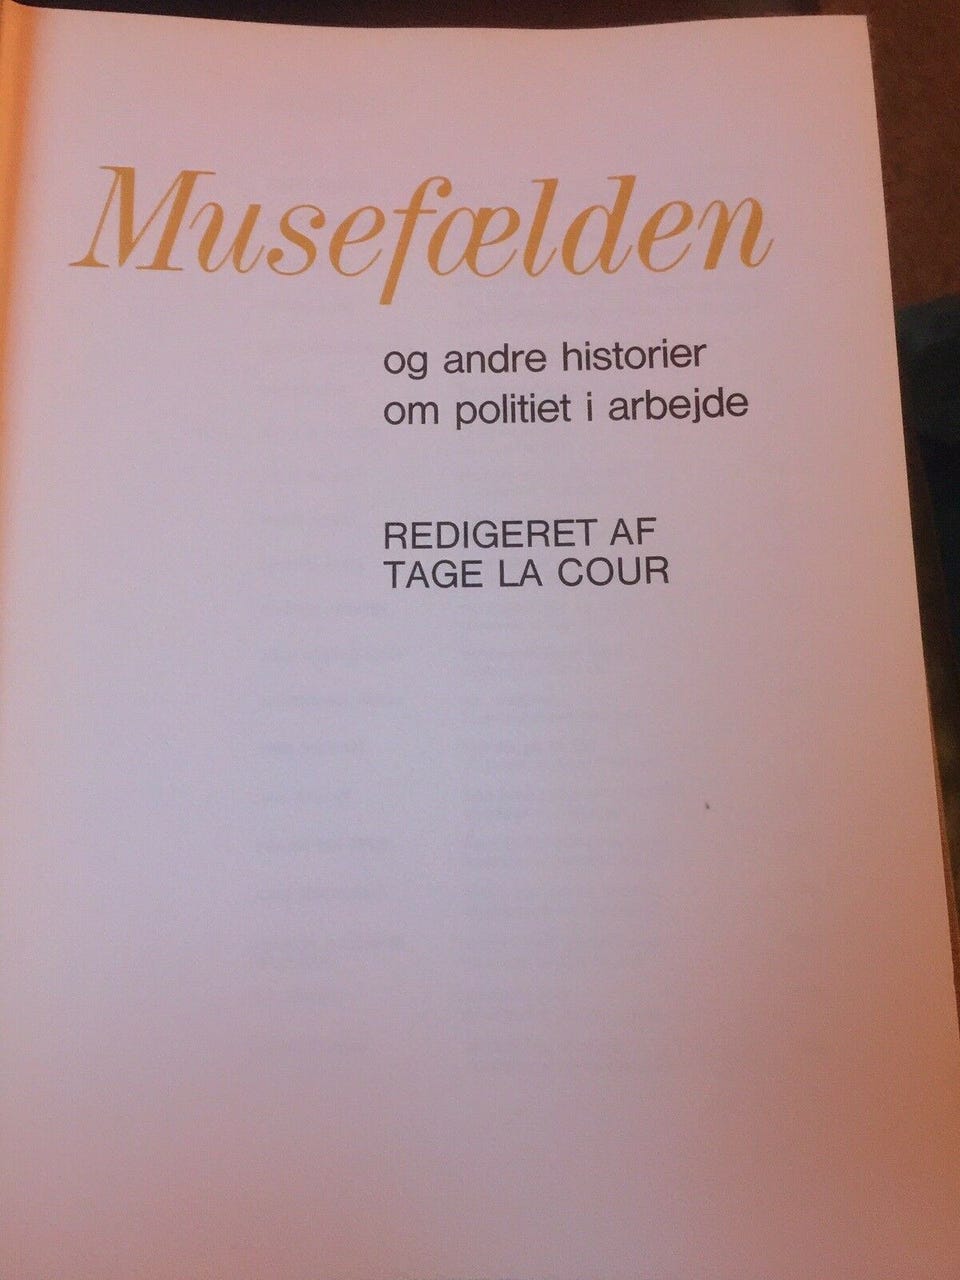 Musefælden
og andre historier
om politiet i arbejde
REDIGERET AF
TAGE LA COUR